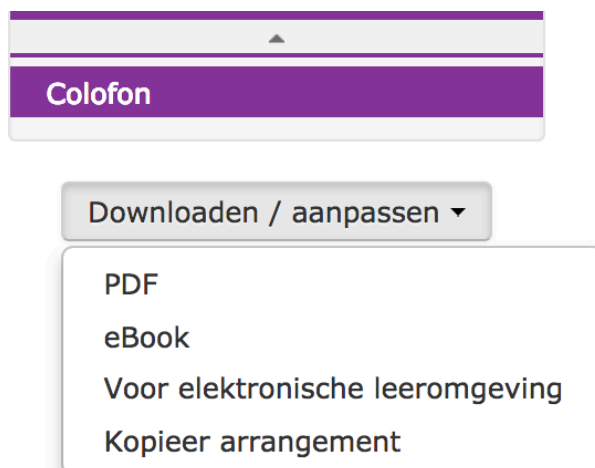 Colofon
Downloaden / aanpassen
PDF
eBook
Voor elektronische leeromgeving
Kopieer arrangement